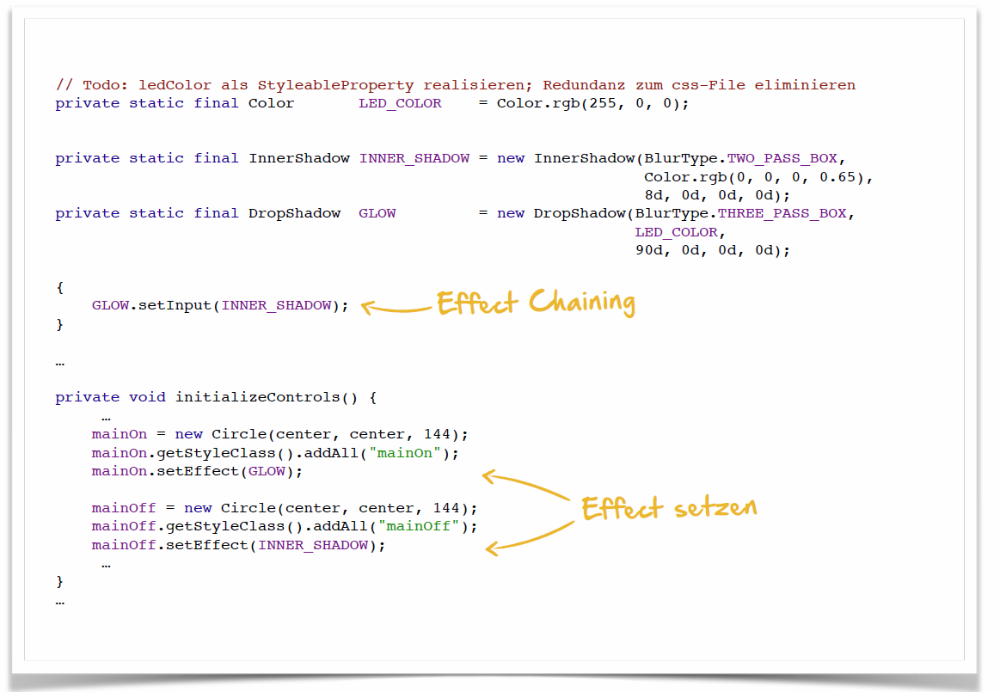 // Todo: ledColor als StyleableProperty realisieren; Redundanz zum css-File eliminieren
private static final Color LED_COLOR = Color.rgb(255, 0, 0);
private static final InnerShadow INNER_SHADOW = new InnerShadow(BlurType.TWO_PASS_BOX,
Color.rgb(0, 0, 0, 0.65),
8d, 0d, 0d, 0d);
private static final DropShadow GLOW = new DropShadow(BlurType.THREE_PASS_BOX,
LED_COLOR,
90d, 0d, 0d, 0d);
{
GLOW.setInput(INNER_SHADOW); Effect Chaining
}
…
private void initializeControls() {
…
mainOn = new Circle(center, center, 144);
mainOn.getStyleClass().addAll("mainOn");
mainOn.setEffect(GLOW);
mainOff = new Circle(center, center, 144); Effect setzen
mainOff.getStyleClass().addAll("mainOff");
mainOff.setEffect(INNER_SHADOW);
…
}
…